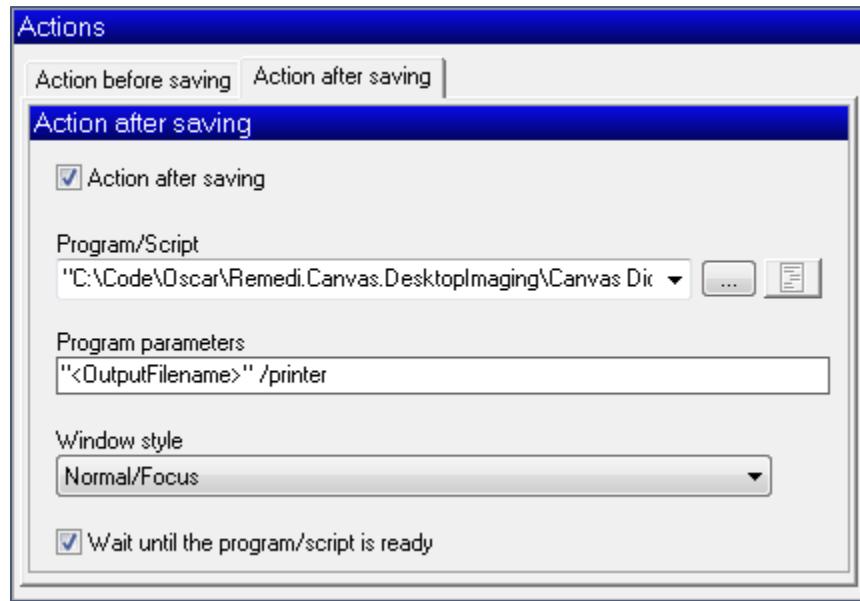 Actions
Action before saving
Action after saving
Action after saving
Action after saving
Program/Script
"C:\Code\Oscar\Remedi.Canvas.DesktopImaging\Canvas Dic
...
Program parameters
"<OutputFilename>" /printer
Window style
Normal/Focus
Wait until the program/script is ready